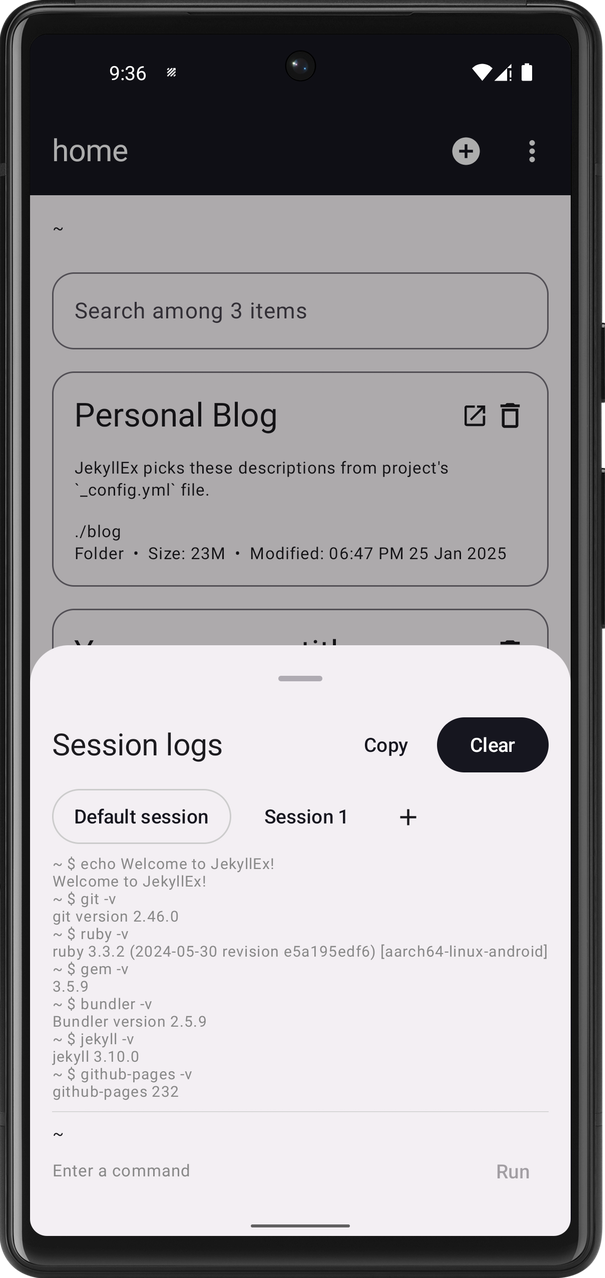 9:36
home
~
Search among 3 items
Personal Blog
JekyllEx picks these descriptions from project's
`_config.yml` file.
./blog
Folder • Size: 23M • Modified: 06:47 PM 25 Jan 2025
Session logs
Copy
Clear
Default session
Session 1
+
~ $ echo Welcome to JekyllEx!
Welcome to JekyllEx!
~ $ git -v
git version 2.46.0
~ $ ruby -v
ruby 3.3.2 (2024-05-30 revision e5a195edf6) [aarch64-linux-android]
~ $ gem -v
3.5.9
~ $ bundler -v
Bundler version 2.5.9
~ $ jekyll -v
jekyll 3.10.0
~ $ github-pages -v
github-pages 232
~
Enter a command
Run